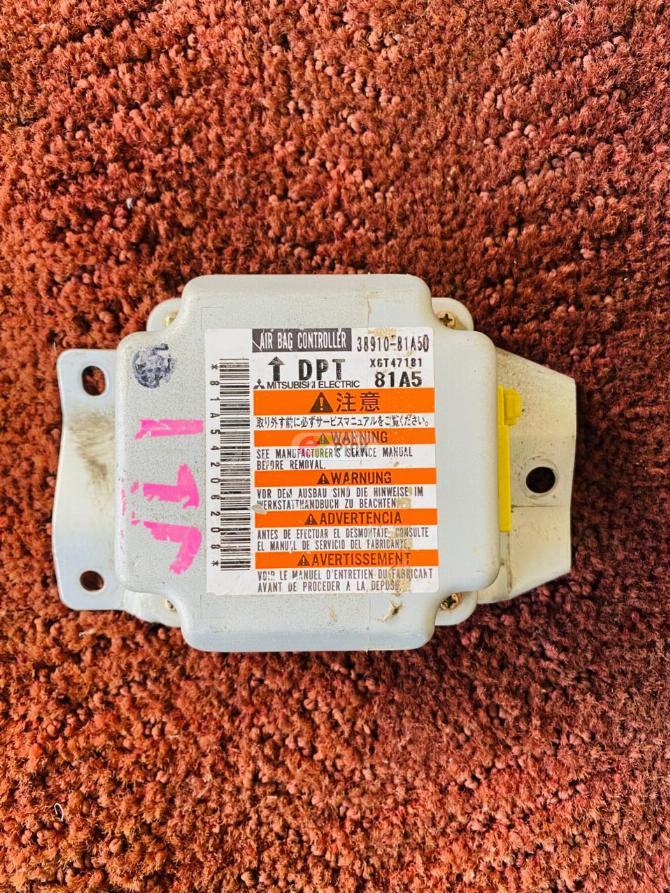 AIR BAG CONTROLLER 38910-81A50
↑ DPT X6T47181
MITSUBISHI ELECTRIC 81A5
注意
取り外す前に必ずサービスマニュアルをご覧ください。
WARNING
SEE MANUFACTURER'S SERVICE MANUAL
BEFORE REMOVAL.
WARNUNG
VOR DEM AUSBAU SIND DIE HINWEISE IM
WERKSTATTHANDBUCH ZU BEACHTEN.
ADVERTENCIA
ANTES DE EFECTUAR EL DESMONTAJE, CONSULTE
EL MANUAL DE SERVICIO DEL FABRICANTE.
AVERTISSEMENT
VOIR LE MANUEL D'ENTRETIEN DU FABRICANT
AVANT DE PROCEDER A LA DEPOSE.
*81A5420620B*